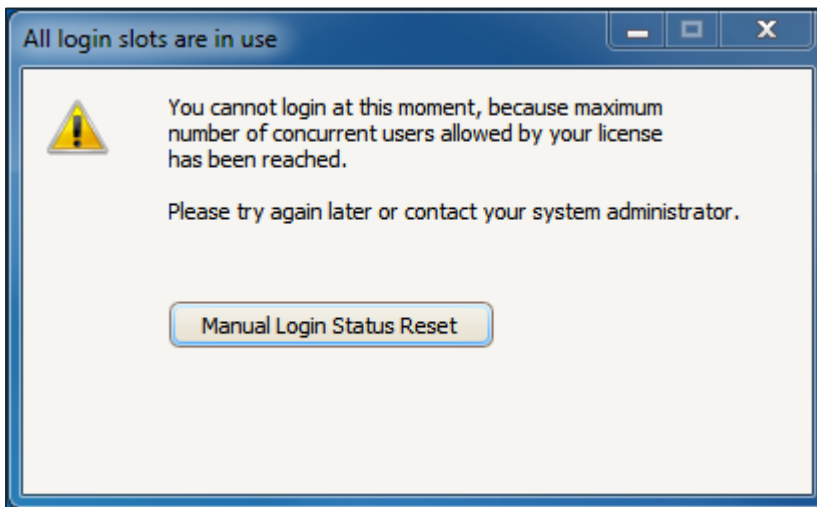 All login slots are in use
You cannot login at this moment, because maximum
number of concurrent users allowed by your license
has been reached.
Please try again later or contact your system administrator.
Manual Login Status Reset